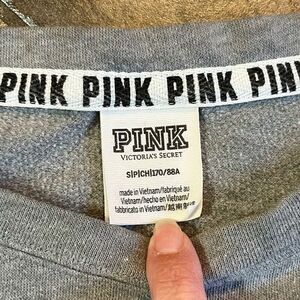 PINK PINK PINK PIN
PINK
VICTORIA'S SECRET
S|P|CH|170/88A
made in Vietnam/fabriqué au
Vietnam/hecho en Vietnam/
fabbricato in Vietnam/